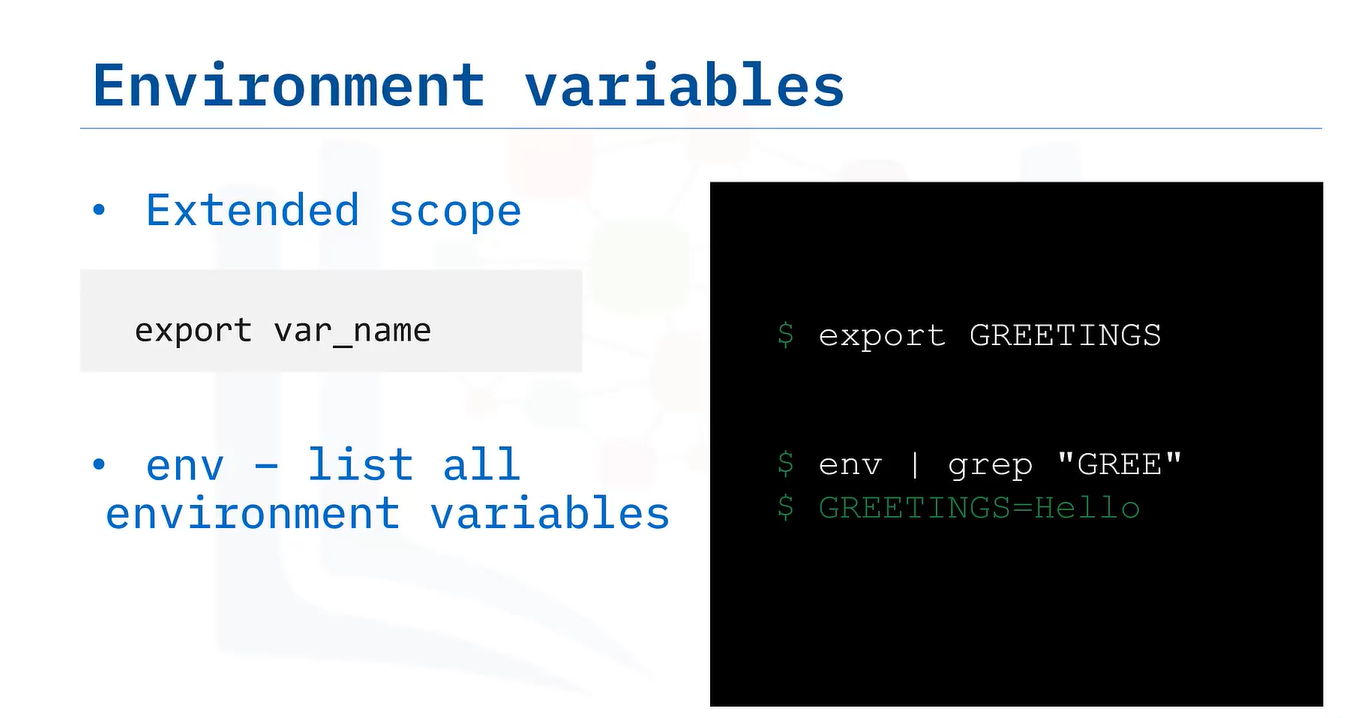 Environment variables
• Extended scope
export var_name
• env – list all
environment variables
$ export GREETINGS
$ env | grep "GREE"
$ GREETINGS=Hello